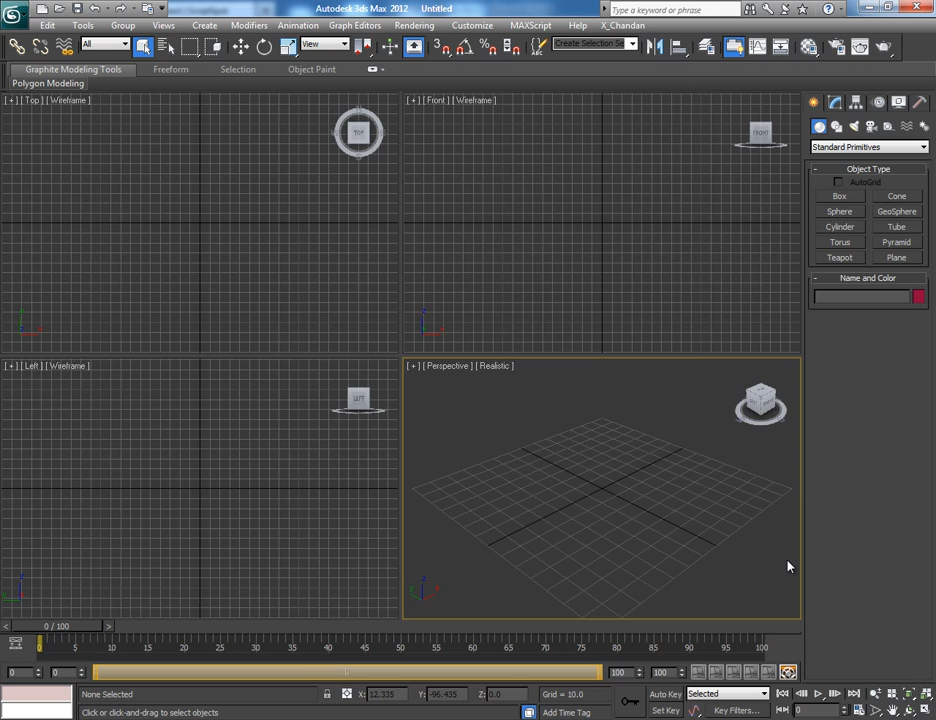 Autodesk 3ds Max 2012 Untitled
Type a keyword or phrase
Edit Tools Group Views Create Modifiers Animation Graph Editors Rendering Customize MAXScript Help X_Chandan
All View 3 Create Selection Se
Graphite Modeling Tools Freeform Selection Object Paint
Polygon Modeling
[ + ] [ Top ] [ Wireframe ]
TOP
[ + ] [ Front ] [ Wireframe ]
FRONT
Standard Primitives
- Object Type
AutoGrid
Box Cone
Sphere GeoSphere
Cylinder Tube
Torus Pyramid
Teapot Plane
- Name and Color
[ + ] [ Left ] [ Wireframe ]
LEFT
[ + ] [ Perspective ] [ Realistic ]
< 0 / 100 >
0 5 10 15 20 25 30 35 40 45 50 55 60 65 70 75 80 85 90 95 100
0 0 100 100
None Selected X: 12.335 Y: -96.435 Z: 0.0 Grid = 10.0 Auto Key Selected
Click or click-and-drag to select objects Add Time Tag Set Key Key Filters... 0